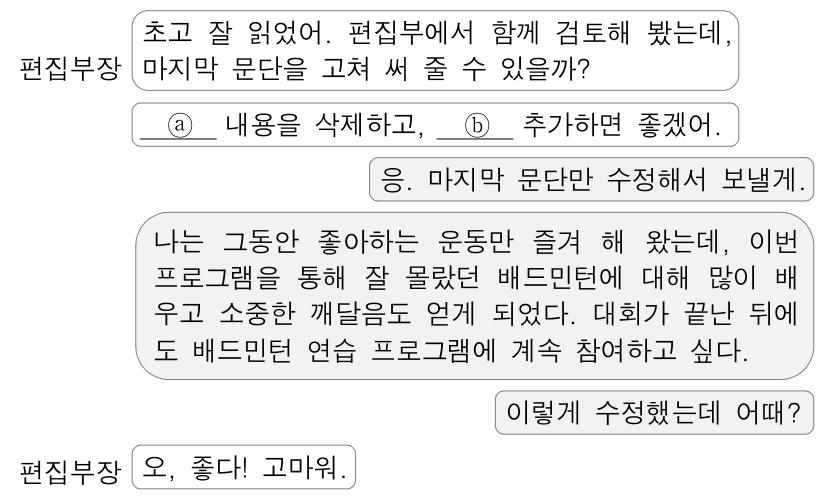 초고 잘 읽었어. 편집부에서 함께 검토해 봤는데,
편집부장 마지막 문단을 고쳐 써 줄 수 있을까?
ⓐ 내용을 삭제하고, ⓑ 추가하면 좋겠어.
응. 마지막 문단만 수정해서 보낼게.
나는 그동안 좋아하는 운동만 즐겨 해 왔는데, 이번
프로그램을 통해 잘 몰랐던 배드민턴에 대해 많이 배
우고 소중한 깨달음도 얻게 되었다. 대회가 끝난 뒤에
도 배드민턴 연습 프로그램에 계속 참여하고 싶다.
이렇게 수정했는데 어때?
편집부장 오, 좋다! 고마워.